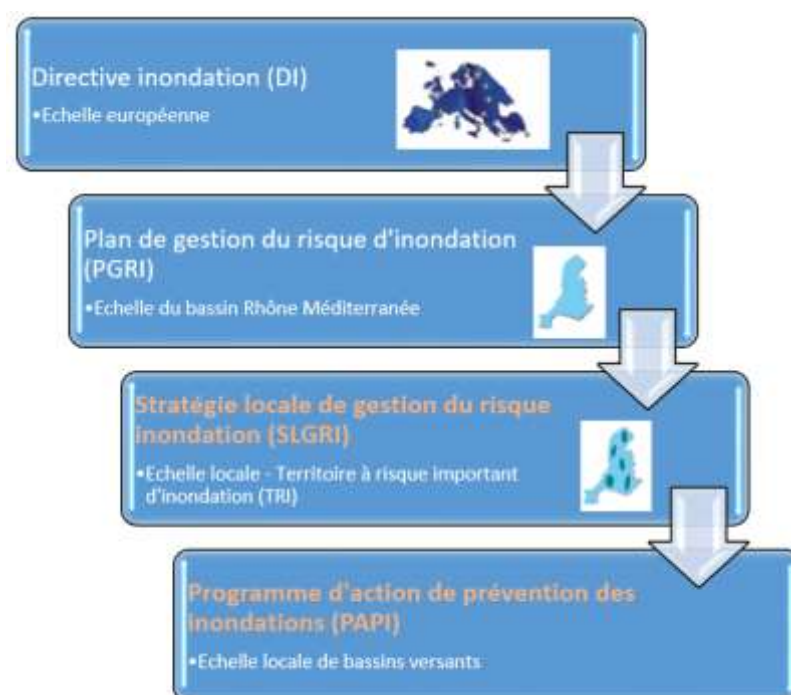 Directive inondation (DI)
•Echelle européenne
Plan de gestion du risque d'inondation
(PGRI)
•Echelle du bassin Rhône Méditerranée
Stratégie locale de gestion du risque
inondation (SLGRI)
•Echelle locale - Territoire à risque important
d'inondation (TRI)
Programme d'action de prévention des
inondations (PAPI)
•Echelle locale de bassins versants